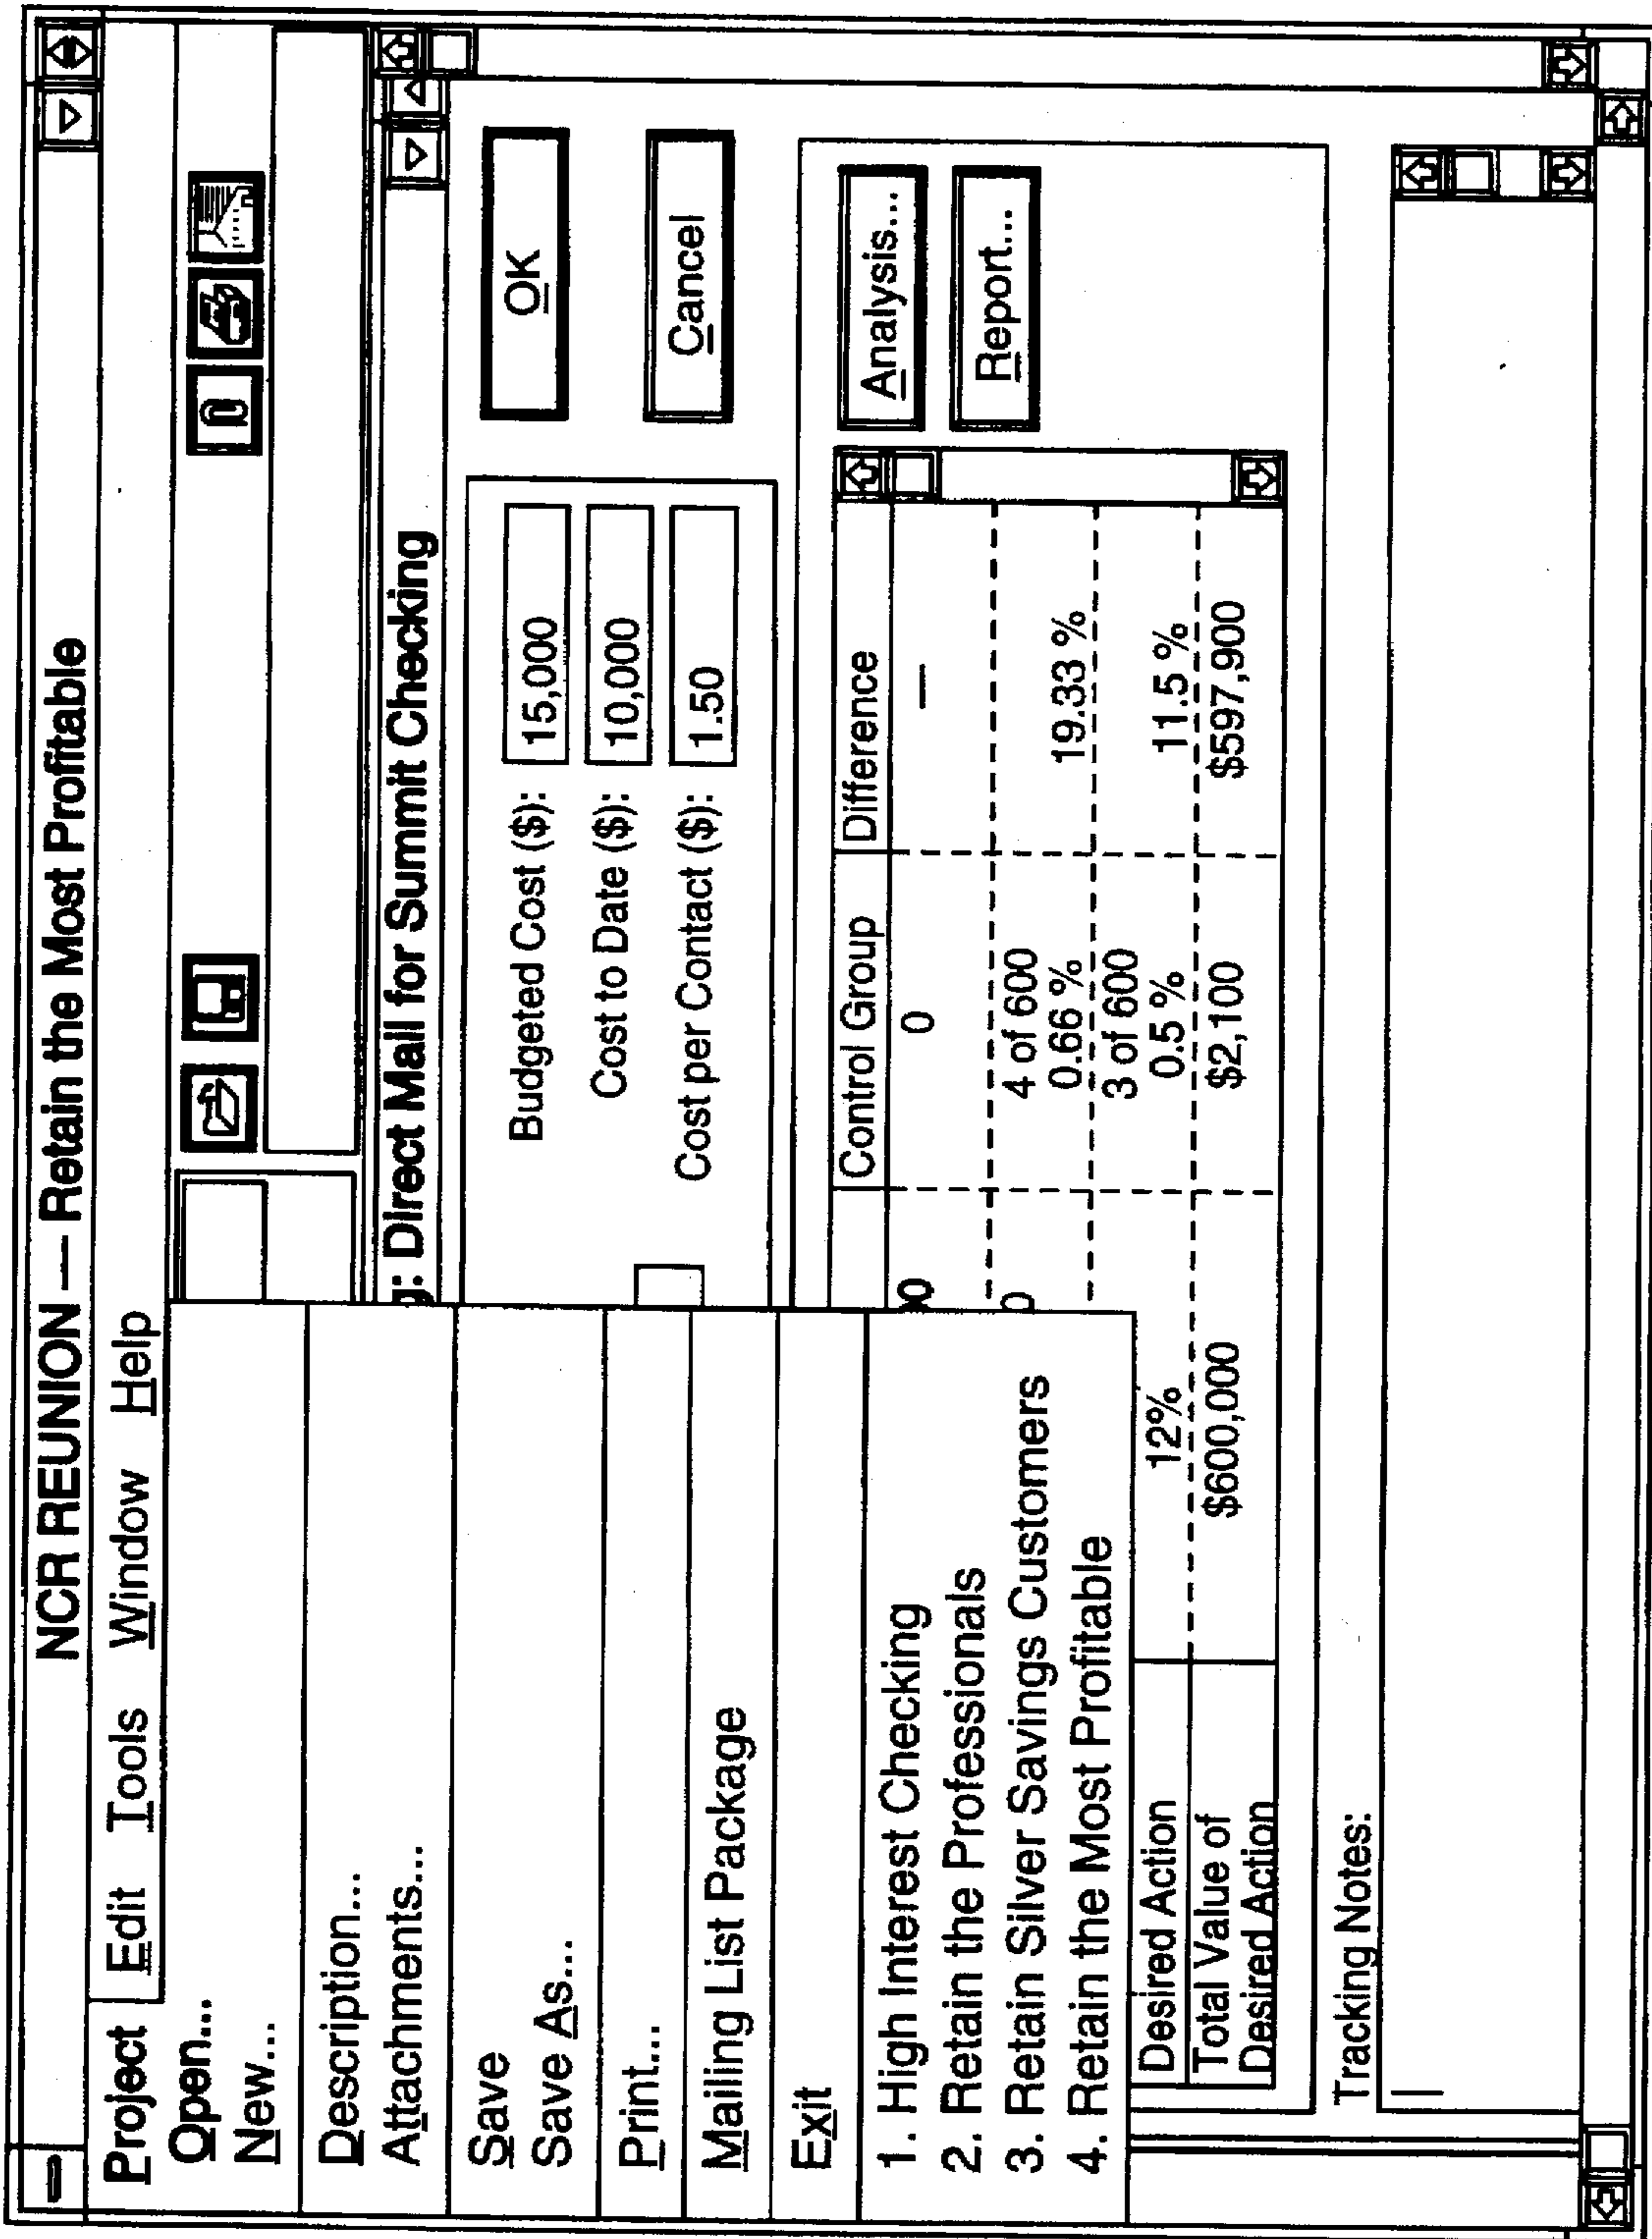 NCR REUNION — Retain the Most Profitable
Project Edit Tools Window Help
Open...
New...
Description...
Attachments...
Save
Save As...
Print...
Mailing List Package
Exit
1. High Interest Checking
2. Retain the Professionals
3. Retain Silver Savings Customers
4. Retain the Most Profitable
g: Direct Mail for Summit Checking
Budgeted Cost ($): 15,000
Cost to Date ($): 10,000
Cost per Contact ($): 1.50
OK
Cancel
Analysis...
Report...
Control Group Difference
0 —
4 of 600
0.66 % 19.33 %
3 of 600
Desired Action 12% 0.5 % 11.5 %
Total Value of $600,000 $2,100 $597,900
Desired Action
Tracking Notes: